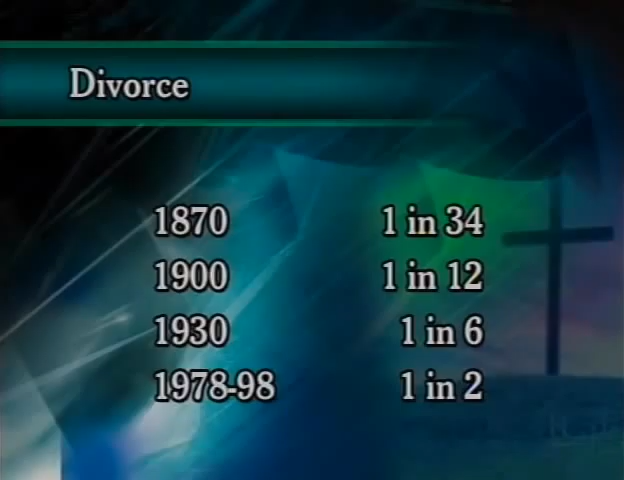 Divorce
1870 1 in 34
1900 1 in 12
1930 1 in 6
1978-98 1 in 2